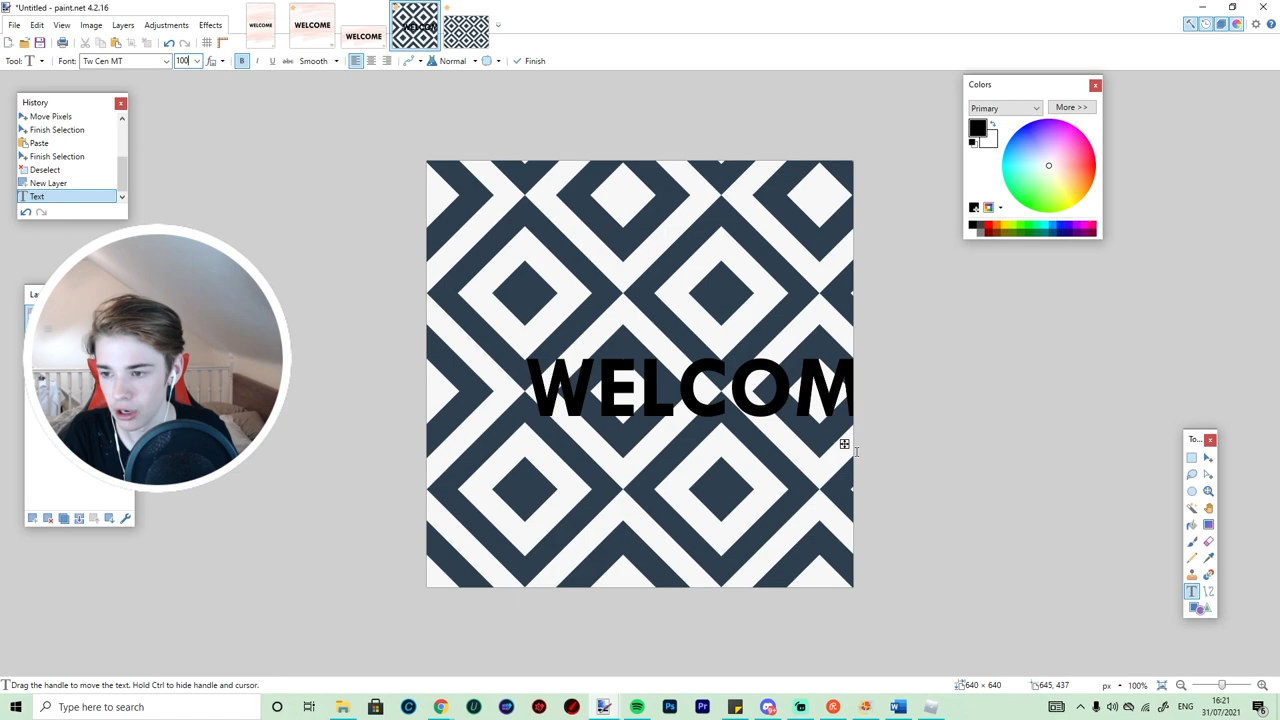 *Untitled - paint.net 4.2.16
File Edit View Image Layers Adjustments Effects
WELCOME
WELCOME
WELCOME
Tool: T Font: Tw Cen MT 100 B I U abc Smooth Normal Finish
History
Move Pixels
Finish Selection
Paste
Finish Selection
Deselect
New Layer
Text
Colors
Primary More >>
WELCOM
To...
Drag the handle to move the text. Hold Ctrl to hide handle and cursor.
640 × 640 645, 437 px 100%
Type here to search
ENG
16:21
31/07/2021